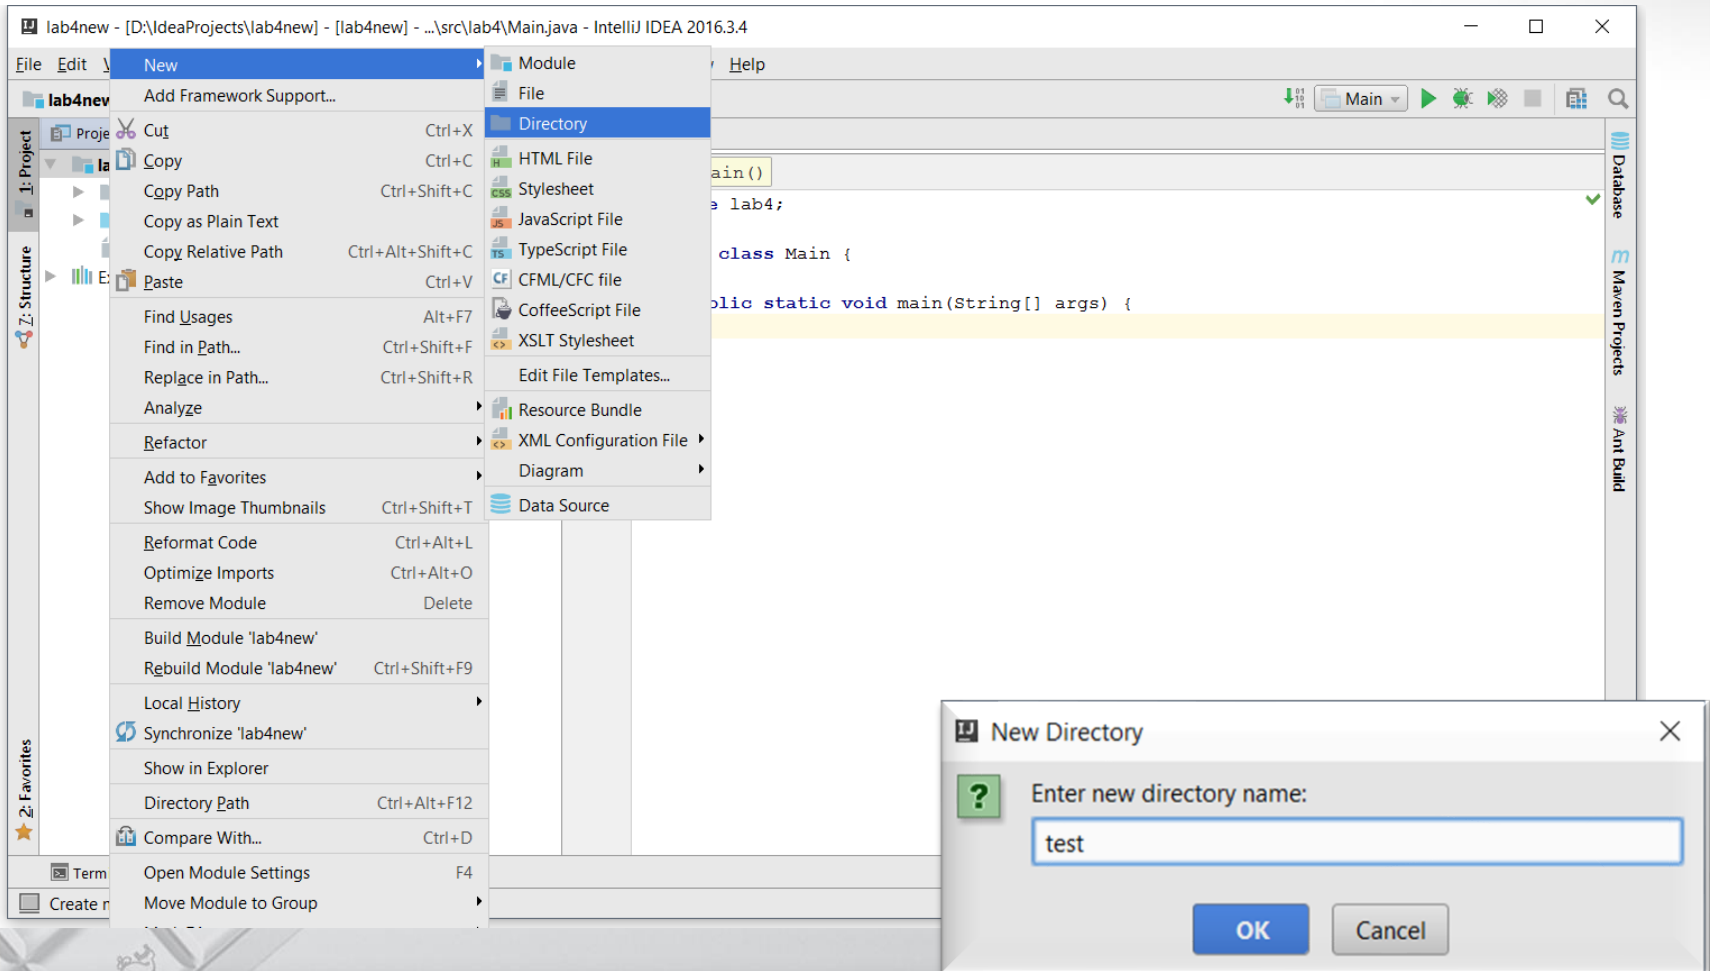 lab4new - [D:\IdeaProjects\lab4new] - [lab4new] - ...\src\lab4\Main.java - IntelliJ IDEA 2016.3.4
File Edit V Help
lab4new
Main
1: Project
Z: Structure
2: Favorites
Proje
la
E
New
Add Framework Support...
Cut Ctrl+X
Copy Ctrl+C
Copy Path Ctrl+Shift+C
Copy as Plain Text
Copy Relative Path Ctrl+Alt+Shift+C
Paste Ctrl+V
Find Usages Alt+F7
Find in Path... Ctrl+Shift+F
Replace in Path... Ctrl+Shift+R
Analyze
Refactor
Add to Favorites
Show Image Thumbnails Ctrl+Shift+T
Reformat Code Ctrl+Alt+L
Optimize Imports Ctrl+Alt+O
Remove Module Delete
Build Module 'lab4new'
Rebuild Module 'lab4new' Ctrl+Shift+F9
Local History
Synchronize 'lab4new'
Show in Explorer
Directory Path Ctrl+Alt+F12
Compare With... Ctrl+D
Open Module Settings F4
Move Module to Group
Module
File
Directory
HTML File
Stylesheet
JavaScript File
TypeScript File
CFML/CFC file
CoffeeScript File
XSLT Stylesheet
Edit File Templates...
Resource Bundle
XML Configuration File
Diagram
Data Source
ain()
e lab4;
class Main {
blic static void main(String[] args) {
Database
Maven Projects
Ant Build
Term
Create n
New Directory
Enter new directory name:
test
OK Cancel